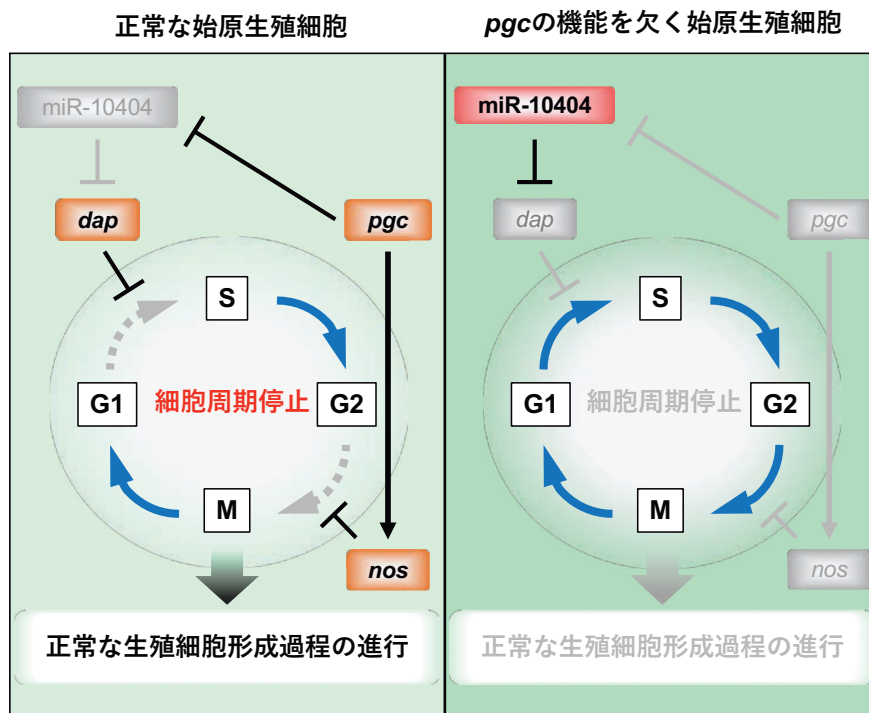 正常な始原生殖細胞
miR-10404
dap
pgc
S
G1
細胞周期停止
G2
M
nos
正常な生殖細胞形成過程の進行
pgcの機能を欠く始原生殖細胞
miR-10404
dap
pgc
S
G1
細胞周期停止
G2
M
nos
正常な生殖細胞形成過程の進行